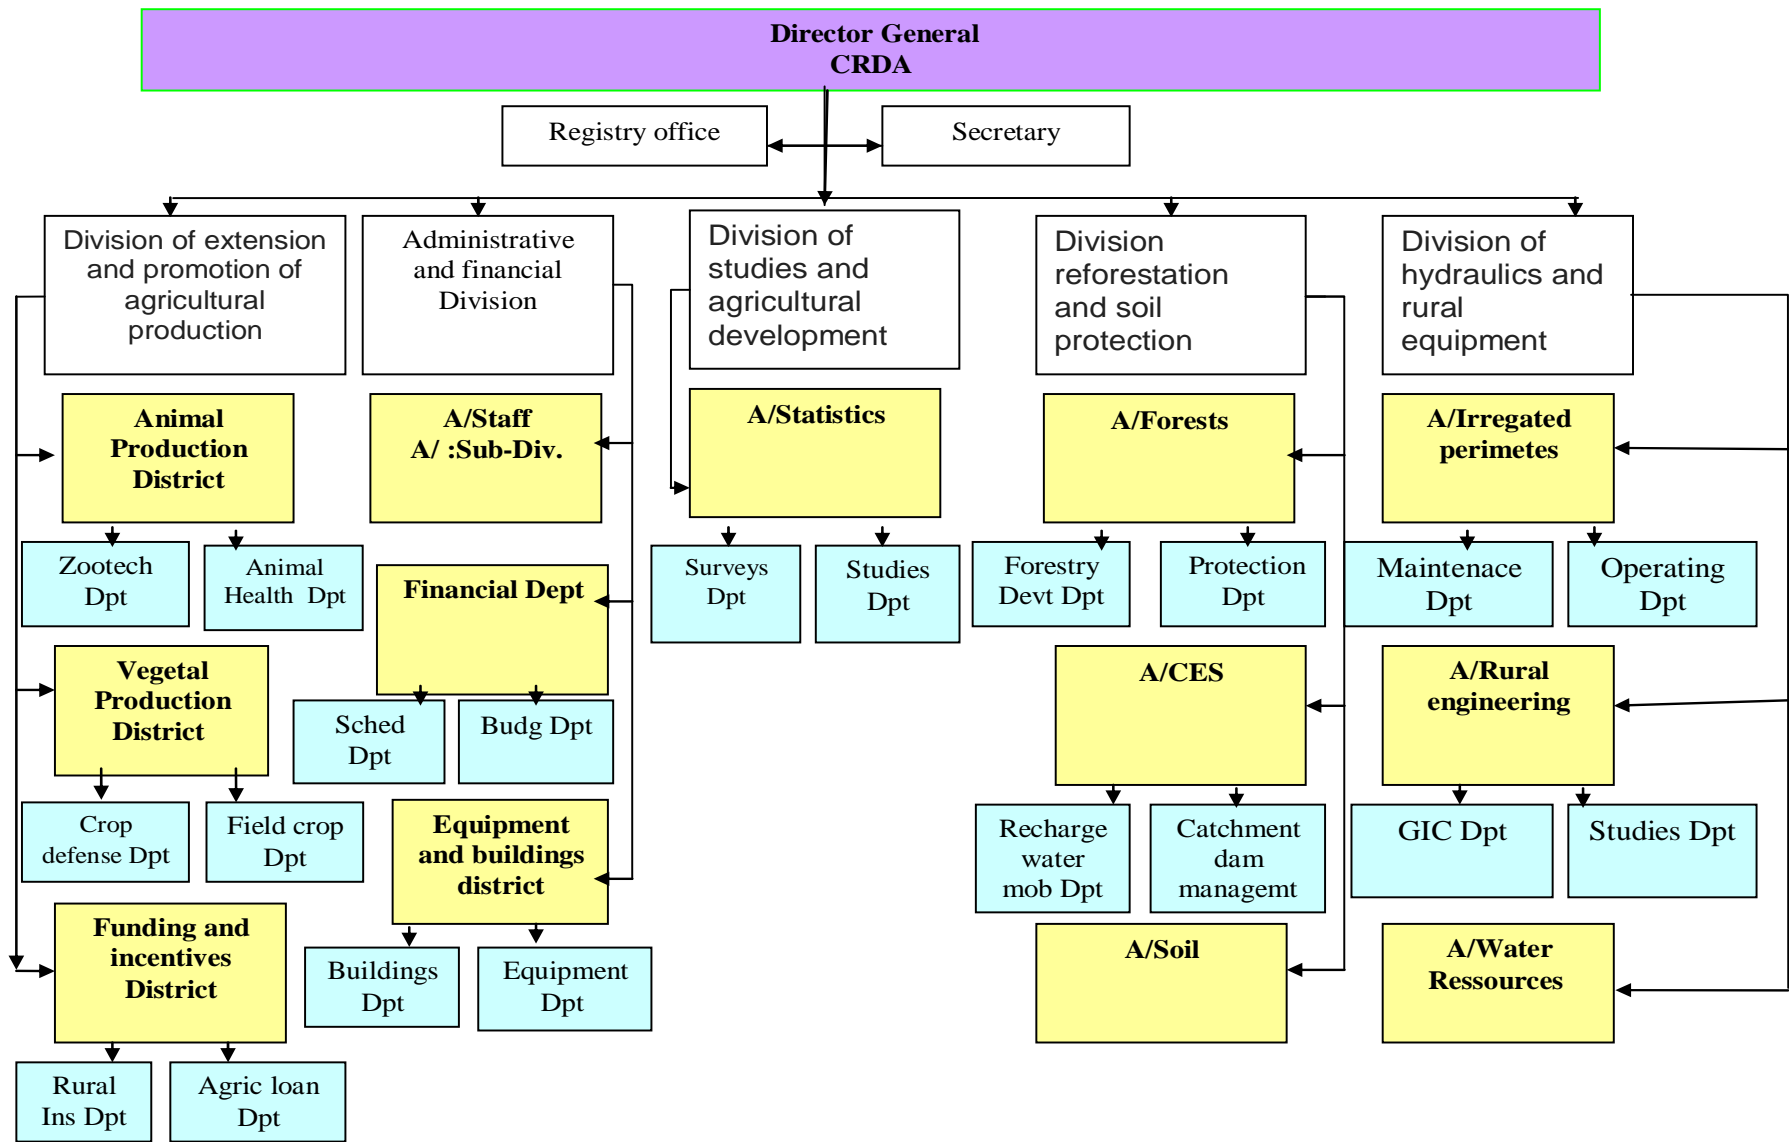 Director General
CRDA
Registry office
Secretary
Division of extension
and promotion of
agricultural
production
Administrative
and financial
Division
Division of
studies and
agricultural
development
Division
reforestation
and soil
protection
Division of
hydraulics and
rural
equipment
Animal
Production
District
A/Staff
A/ :Sub-Div.
A/Statistics
A/Forests
A/Irregated
perimetes
Zootech
Dpt
Animal
Health Dpt
Financial Dept
Surveys
Dpt
Studies
Dpt
Forestry
Devt Dpt
Protection
Dpt
Maintenace
Dpt
Operating
Dpt
Vegetal
Production
District
Sched
Dpt
Budg Dpt
A/CES
A/Rural
engineering
Crop
defense Dpt
Field crop
Dpt
Equipment
and buildings
district
Recharge
water
mob Dpt
Catchment
dam
managemt
GIC Dpt
Studies Dpt
Funding and
incentives
District
Buildings
Dpt
Equipment
Dpt
A/Soil
A/Water
Ressources
Rural
Ins Dpt
Agric loan
Dpt